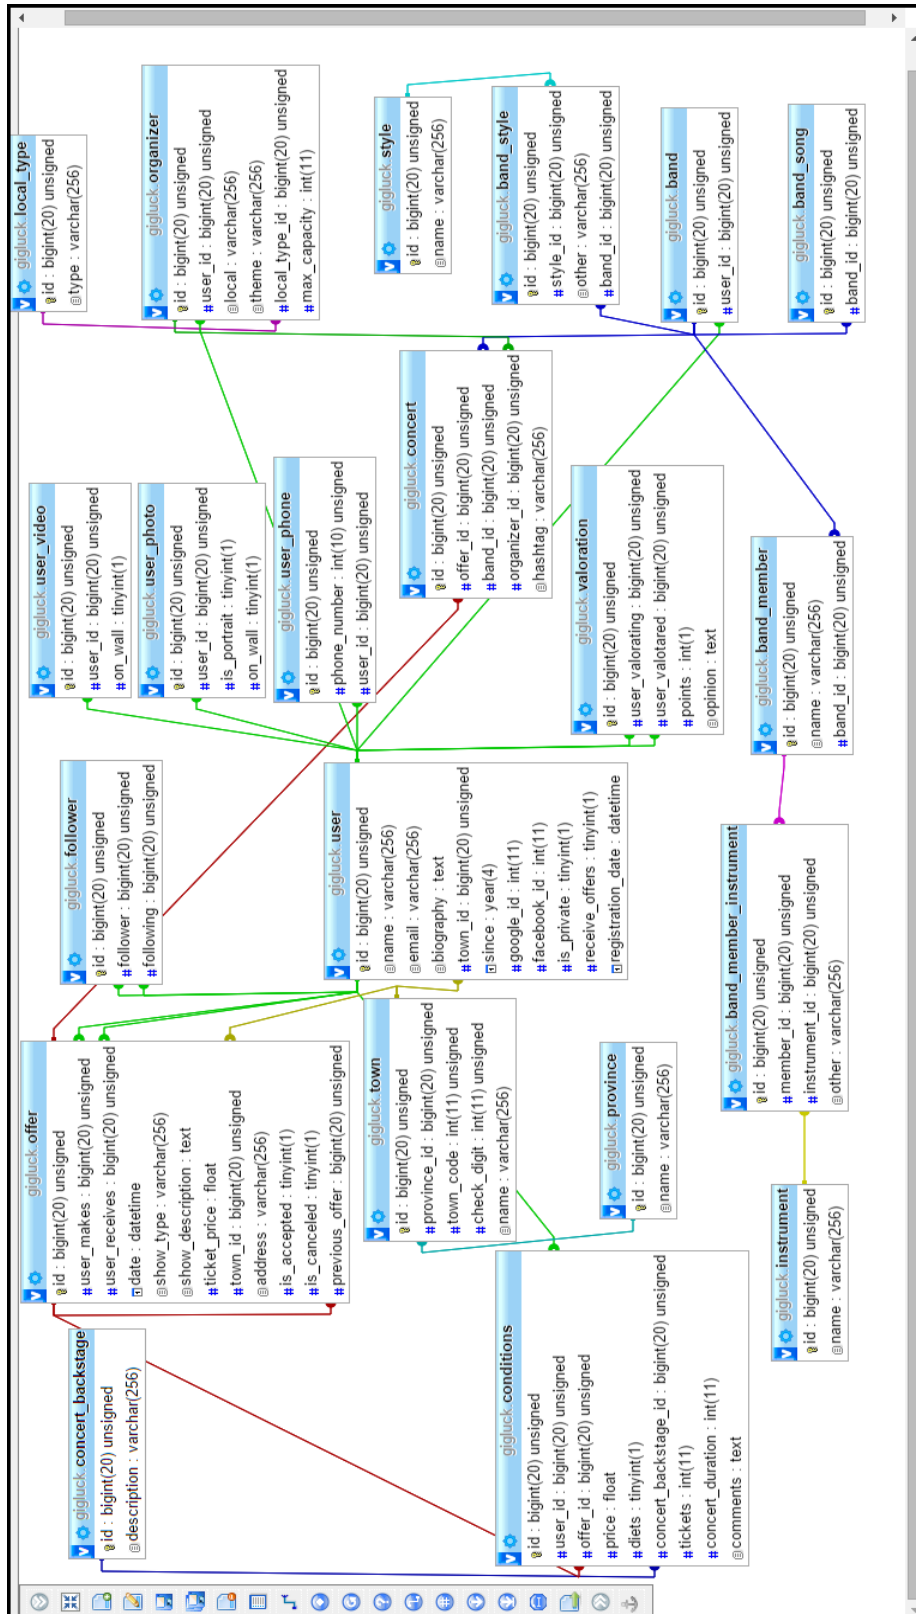 gigluck.concert_backstage
id : bigint(20) unsigned
description : varchar(256)
gigluck.offer
id : bigint(20) unsigned
user_makes : bigint(20) unsigned
user_receives : bigint(20) unsigned
date : datetime
show_type : varchar(256)
show_description : text
ticket_price : float
town_id : bigint(20) unsigned
address : varchar(256)
is_accepted : tinyint(1)
is_canceled : tinyint(1)
previous_offer : bigint(20) unsigned
gigluck.follower
id : bigint(20) unsigned
follower : bigint(20) unsigned
following : bigint(20) unsigned
gigluck.user_video
id : bigint(20) unsigned
user_id : bigint(20) unsigned
on_wall : tinyint(1)
gigluck.user_photo
id : bigint(20) unsigned
user_id : bigint(20) unsigned
is_portrait : tinyint(1)
on_wall : tinyint(1)
gigluck.user_phone
id : bigint(20) unsigned
phone_number : int(10) unsigned
user_id : bigint(20) unsigned
gigluck.local_type
id : bigint(20) unsigned
type : varchar(256)
gigluck.organizer
id : bigint(20) unsigned
user_id : bigint(20) unsigned
local : varchar(256)
theme : varchar(256)
local_type_id : bigint(20) unsigned
max_capacity : int(11)
gigluck.user
id : bigint(20) unsigned
name : varchar(256)
email : varchar(256)
biography : text
town_id : bigint(20) unsigned
since : year(4)
google_id : int(11)
facebook_id : int(11)
is_private : tinyint(1)
receive_offers : tinyint(1)
registration_date : datetime
gigluck.town
id : bigint(20) unsigned
province_id : bigint(20) unsigned
town_code : int(11) unsigned
check_digit : int(11) unsigned
name : varchar(256)
gigluck.concert
id : bigint(20) unsigned
offer_id : bigint(20) unsigned
band_id : bigint(20) unsigned
organizer_id : bigint(20) unsigned
hashtag : varchar(256)
gigluck.style
id : bigint(20) unsigned
name : varchar(256)
gigluck.conditions
id : bigint(20) unsigned
user_id : bigint(20) unsigned
offer_id : bigint(20) unsigned
price : float
diets : tinyint(1)
concert_backstage_id : bigint(20) unsigned
tickets : int(11)
concert_duration : int(11)
comments : text
gigluck.province
id : bigint(20) unsigned
name : varchar(256)
gigluck.valoration
id : bigint(20) unsigned
user_valorating : bigint(20) unsigned
user_valotared : bigint(20) unsigned
points : int(1)
opinion : text
gigluck.band_style
id : bigint(20) unsigned
style_id : bigint(20) unsigned
other : varchar(256)
band_id : bigint(20) unsigned
gigluck.band
id : bigint(20) unsigned
user_id : bigint(20) unsigned
gigluck.instrument
id : bigint(20) unsigned
name : varchar(256)
gigluck.band_member_instrument
id : bigint(20) unsigned
member_id : bigint(20) unsigned
instrument_id : bigint(20) unsigned
other : varchar(256)
gigluck.band_member
id : bigint(20) unsigned
name : varchar(256)
band_id : bigint(20) unsigned
gigluck.band_song
id : bigint(20) unsigned
band_id : bigint(20) unsigned